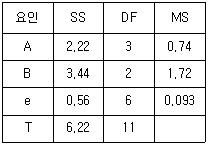 요인 SS DF MS
A 2,22 3 0,74
B 3,44 2 1,72
e 0,56 6 0,093
T 6,22 11